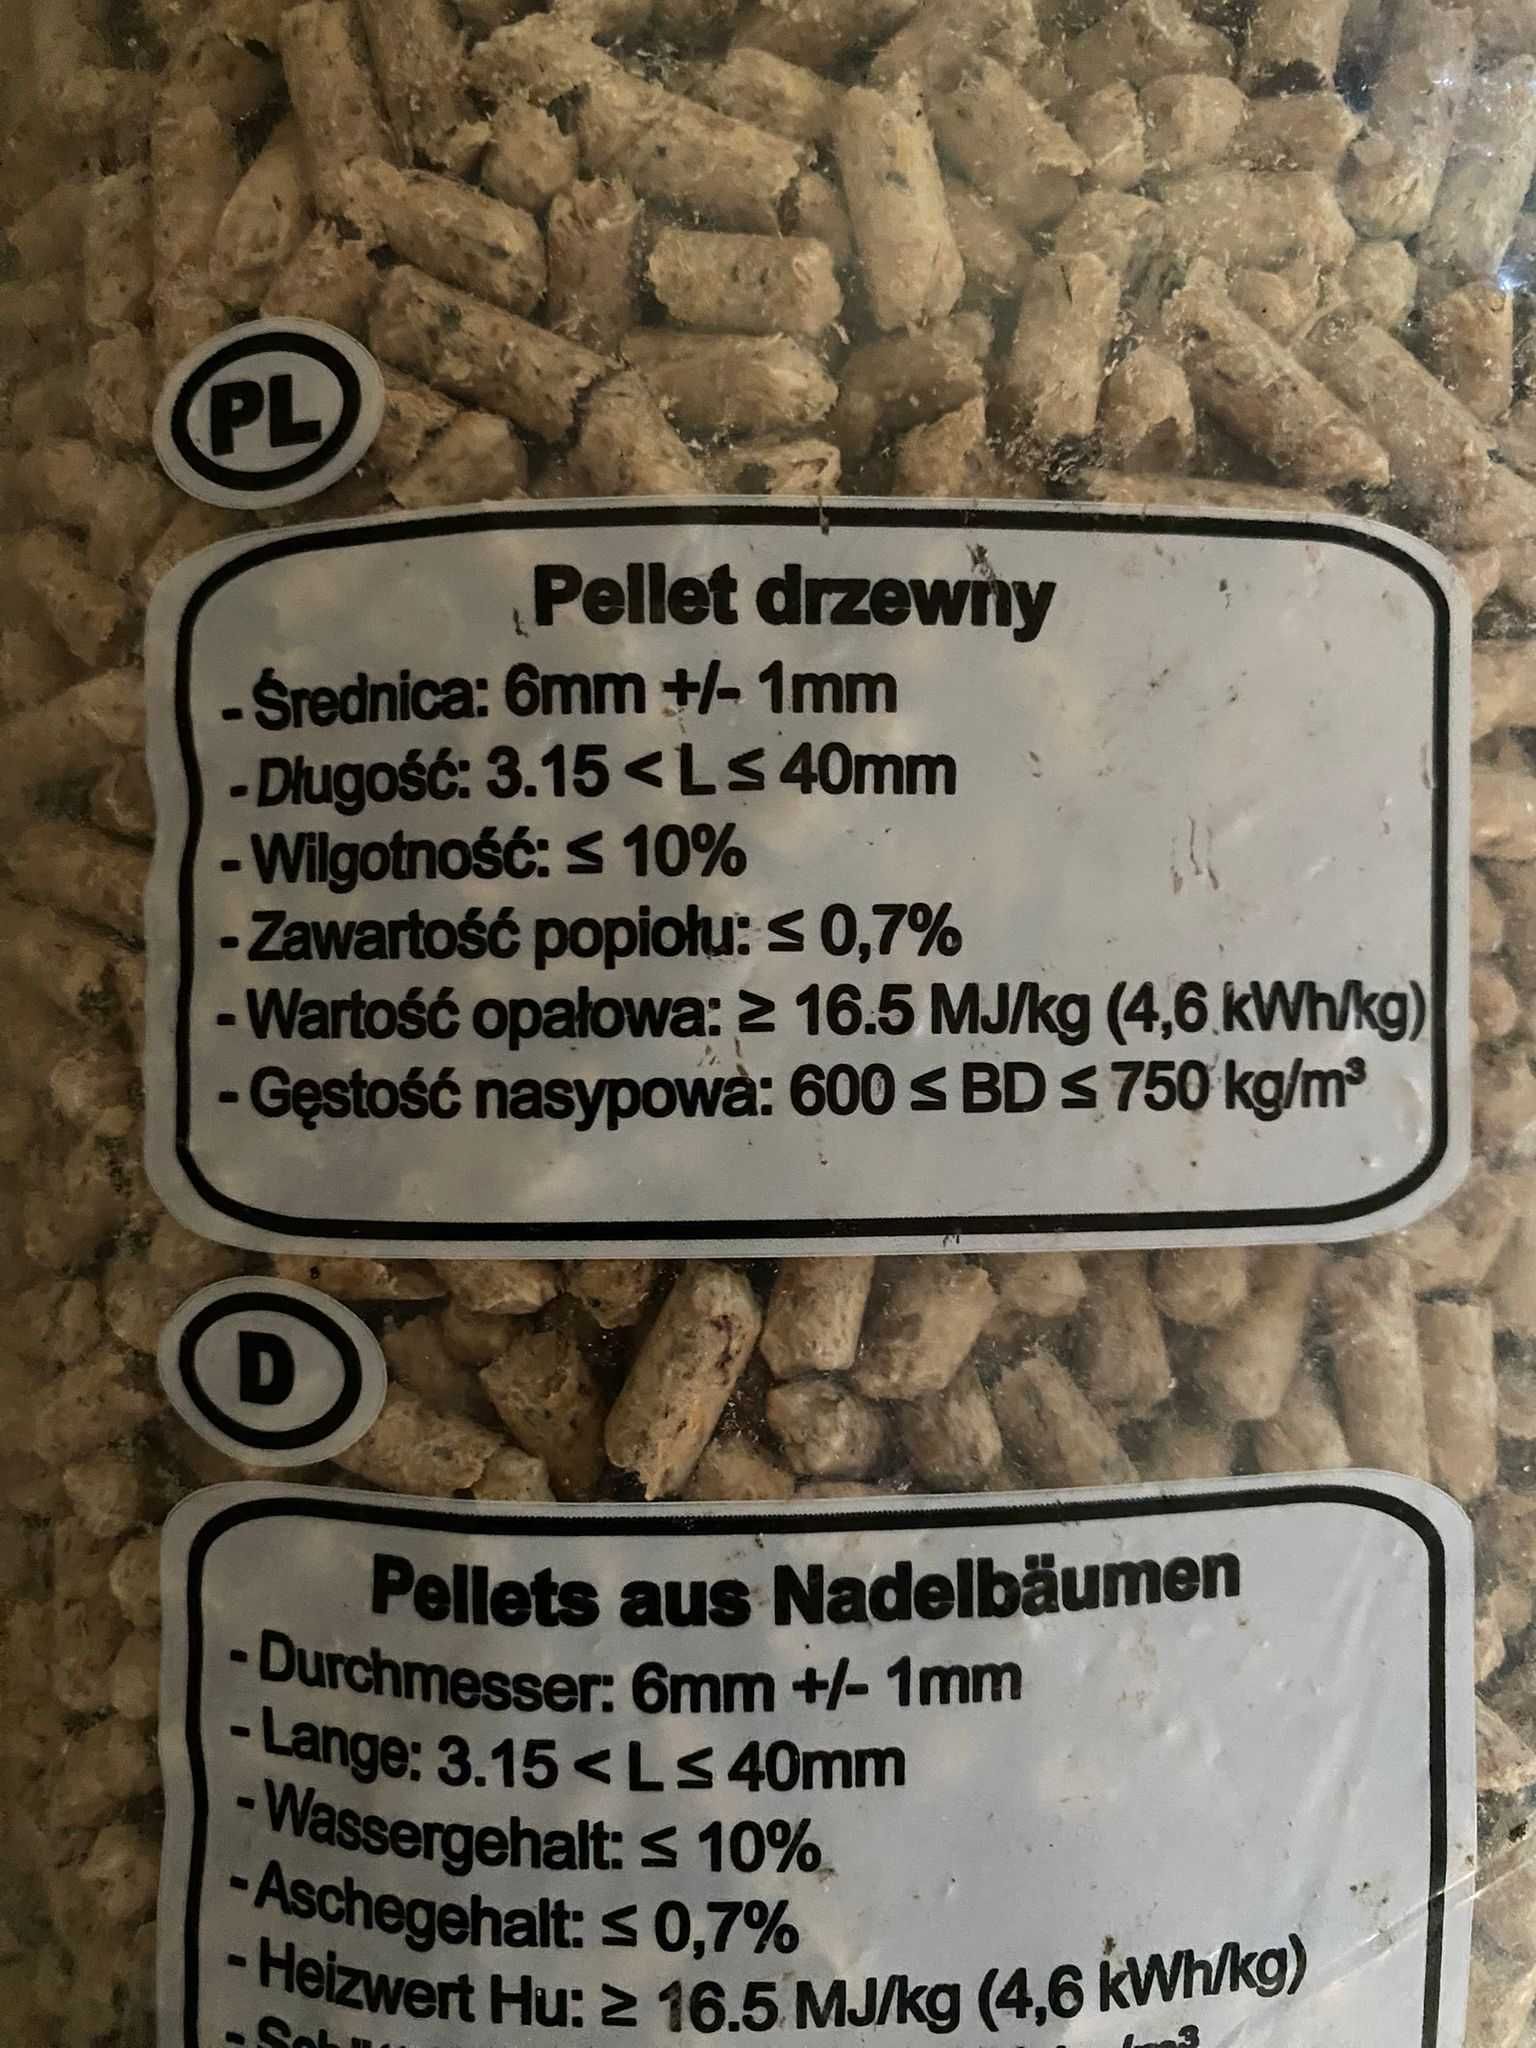 PL
Pellet drzewny
- Średnica: 6mm +/- 1mm
- Długość: 3.15 < L ≤ 40mm
- Wilgotność: ≤ 10%
- Zawartość popiołu: ≤ 0,7%
- Wartość opałowa: ≥ 16.5 MJ/kg (4,6 kWh/kg)
- Gęstość nasypowa: 600 ≤ BD ≤ 750 kg/m³
D
Pellets aus Nadelbäumen
- Durchmesser: 6mm +/- 1mm
- Lange: 3.15 < L ≤ 40mm
- Wassergehalt: ≤ 10%
- Aschegehalt: ≤ 0,7%
- Heizwert Hu: ≥ 16.5 MJ/kg (4,6 kWh/kg)